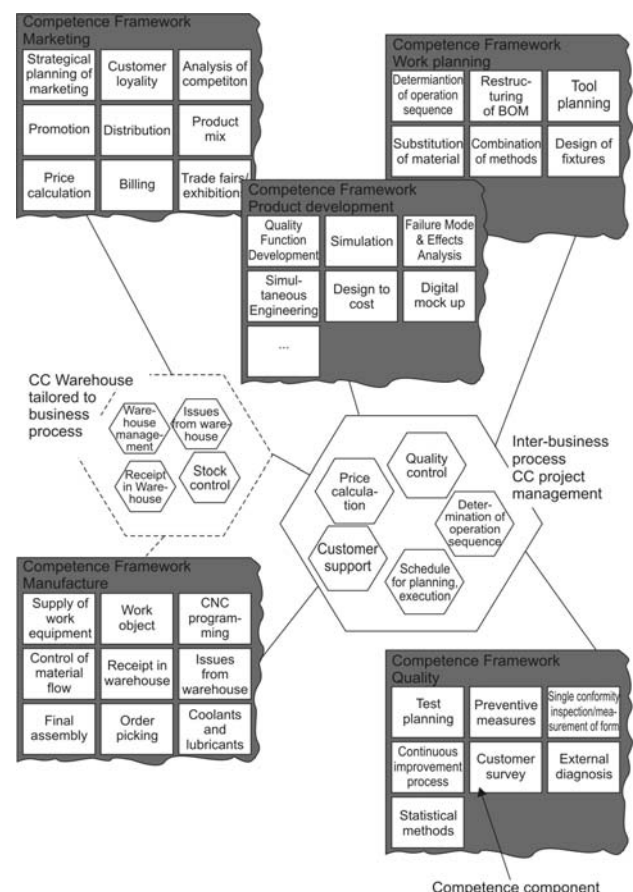 Competence Framework
Marketing
Strategical
planning of
marketing
Customer
loyality
Analysis of
competiton
Promotion
Distribution
Product
mix
Price
calculation
Billing
Trade fairs/
exhibitions
Competence Framework
Work planning
Determiantion
of operation
sequence
Restruc-
turing
of BOM
Tool
planning
Substitution
of material
Combination
of methods
Design of
fixtures
Competence Framework
Product development
Quality
Function
Development
Simulation
Failure Mode
& Effects
Analysis
Simul-
taneous
Engineering
Design to
cost
Digital
mock up
...
CC Warehouse
tailored to
business
process
Ware-
house
manage-
ment
Issues
from ware-
house
Receipt
in Ware-
house
Stock
control
Inter-business
process
CC project
management
Quality
control
Price
calcula-
tion
Deter-
mination of
operation
sequence
Customer
support
Schedule
for planning,
execution
Competence Framework
Manufacture
Supply of
work
equipment
Work
object
CNC
program-
ming
Control of
material
flow
Receipt in
warehouse
Issues
from
warehouse
Final
assembly
Order
picking
Coolants
and
lubricants
Competence Framework
Quality
Test
planning
Preventive
measures
Single conformity
inspection/mea-
surement of form
Continuous
improvement
process
Customer
survey
External
diagnosis
Statistical
methods
Competence component